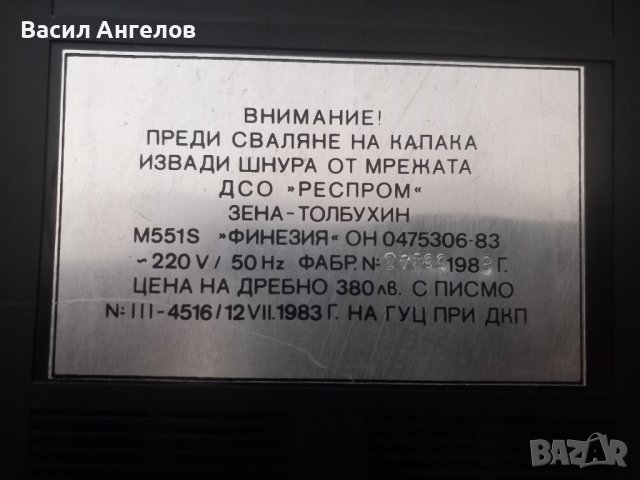 Васил Ангелов
ВНИМАНИЕ!
ПРЕДИ СВАЛЯНЕ НА КАПАКА
ИЗВАДИ ШНУРА ОТ МРЕЖАТА
ДСО »РЕСПРОМ«
ЗЕНА-ТОЛБУХИН
M551S »ФИНЕЗИЯ« ОН 0475306-83
~220 V / 50 Hz ФАБР. №: 198 Г.
ЦЕНА НА ДРЕБНО 380 лв. С ПИСМО
№: III-4516/12 VII.1983 Г. НА ГУЦ ПРИ ДКП
BAZAR